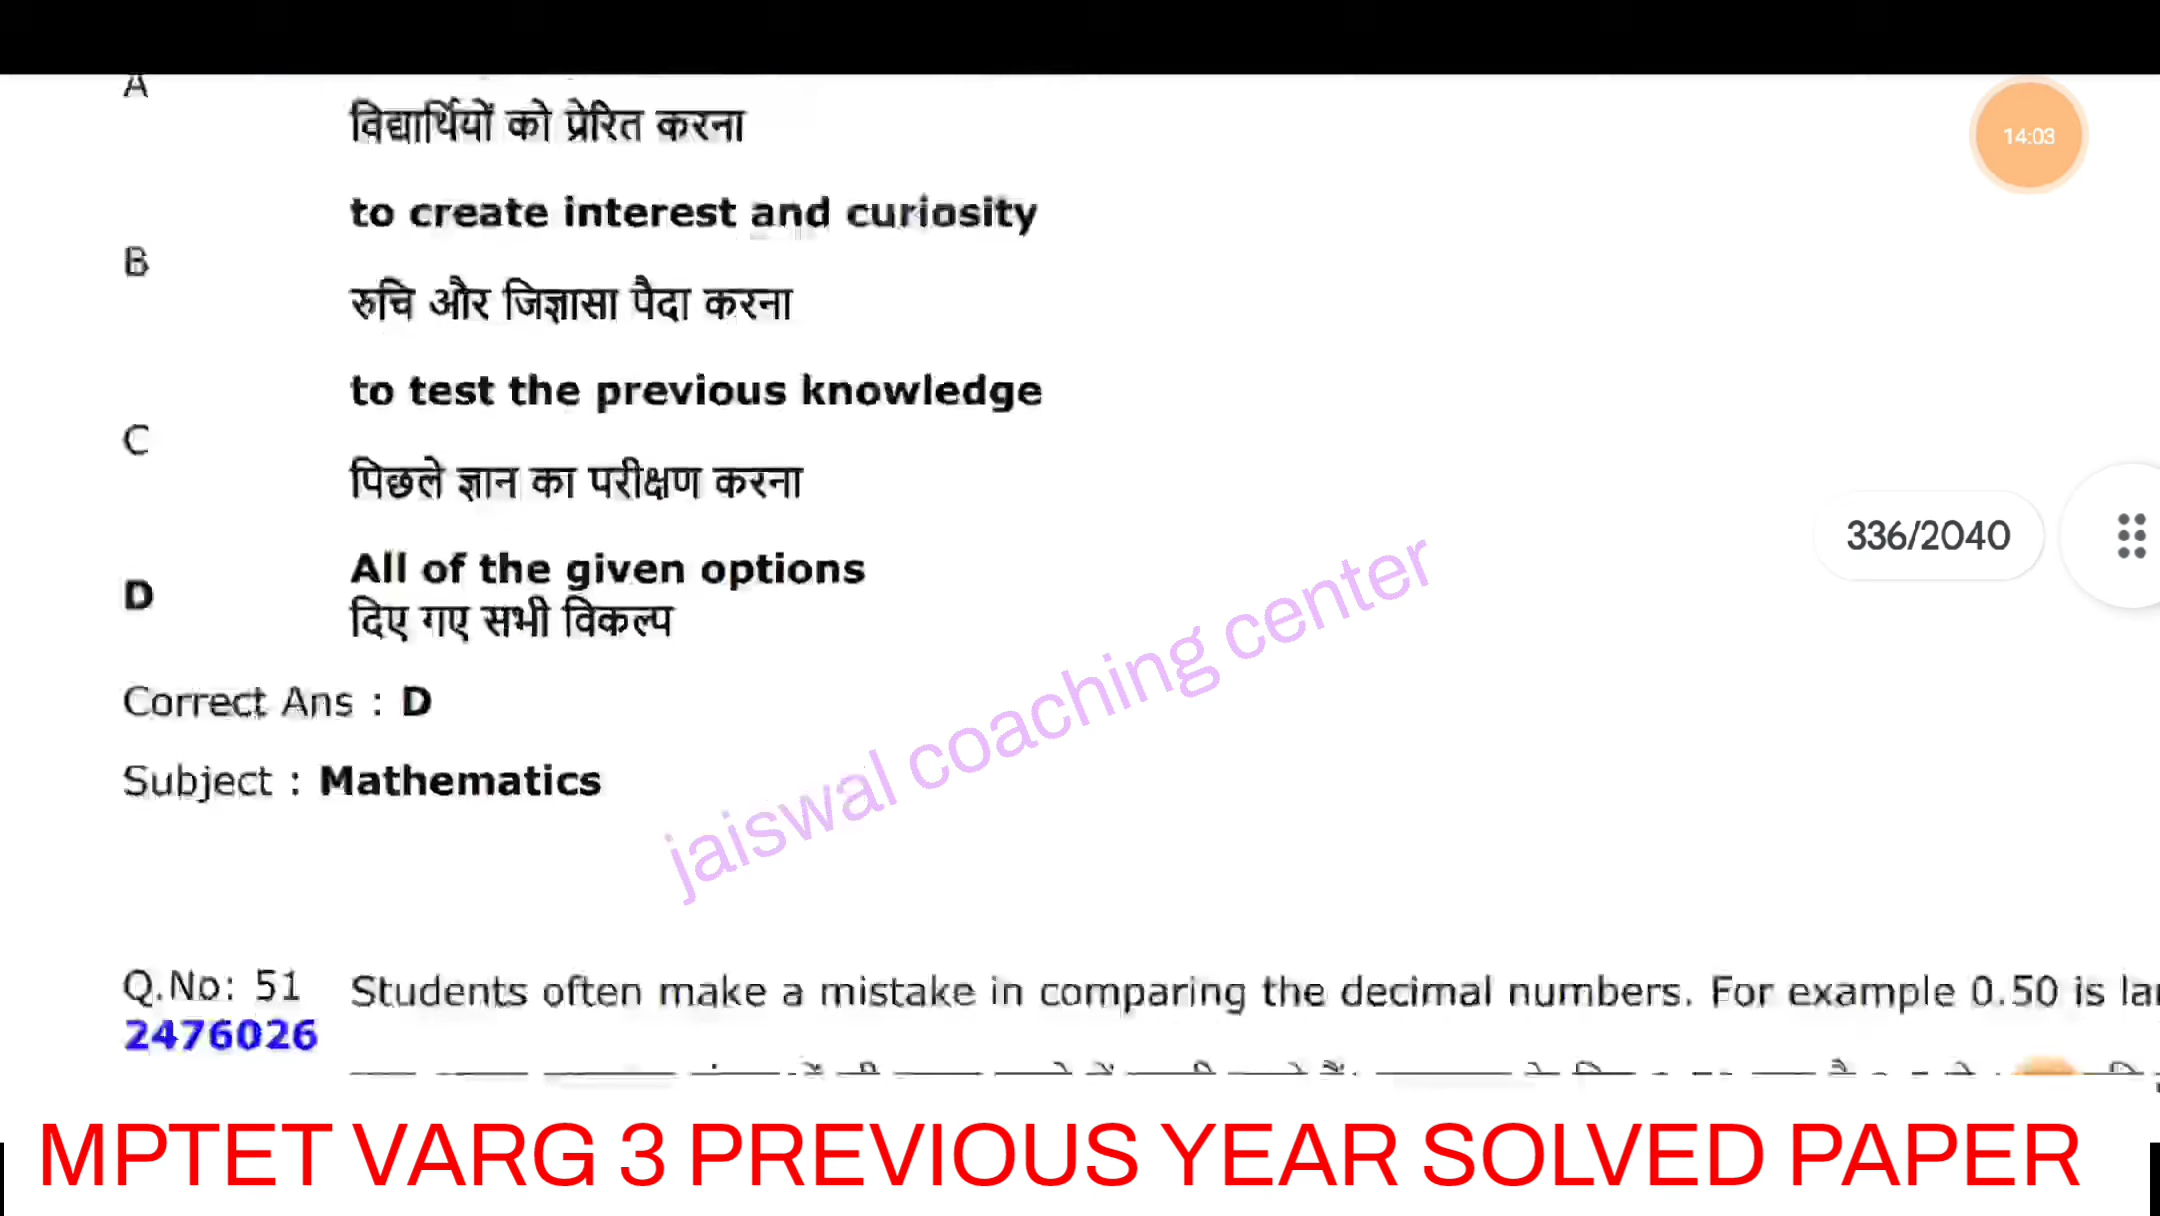 A
विद्यार्थियों को प्रेरित करना
14:03
to create interest and curiosity
B
रुचि और जिज्ञासा पैदा करना
to test the previous knowledge
C
पिछले ज्ञान का परीक्षण करना
336/2040
All of the given options
D
दिए गए सभी विकल्प
Correct Ans : D
Subject : Mathematics
jaiswal coaching center
Q.No: 51 Students often make a mistake in comparing the decimal numbers. For example 0.50 is
2476026
MPTET VARG 3 PREVIOUS YEAR SOLVED PAPER